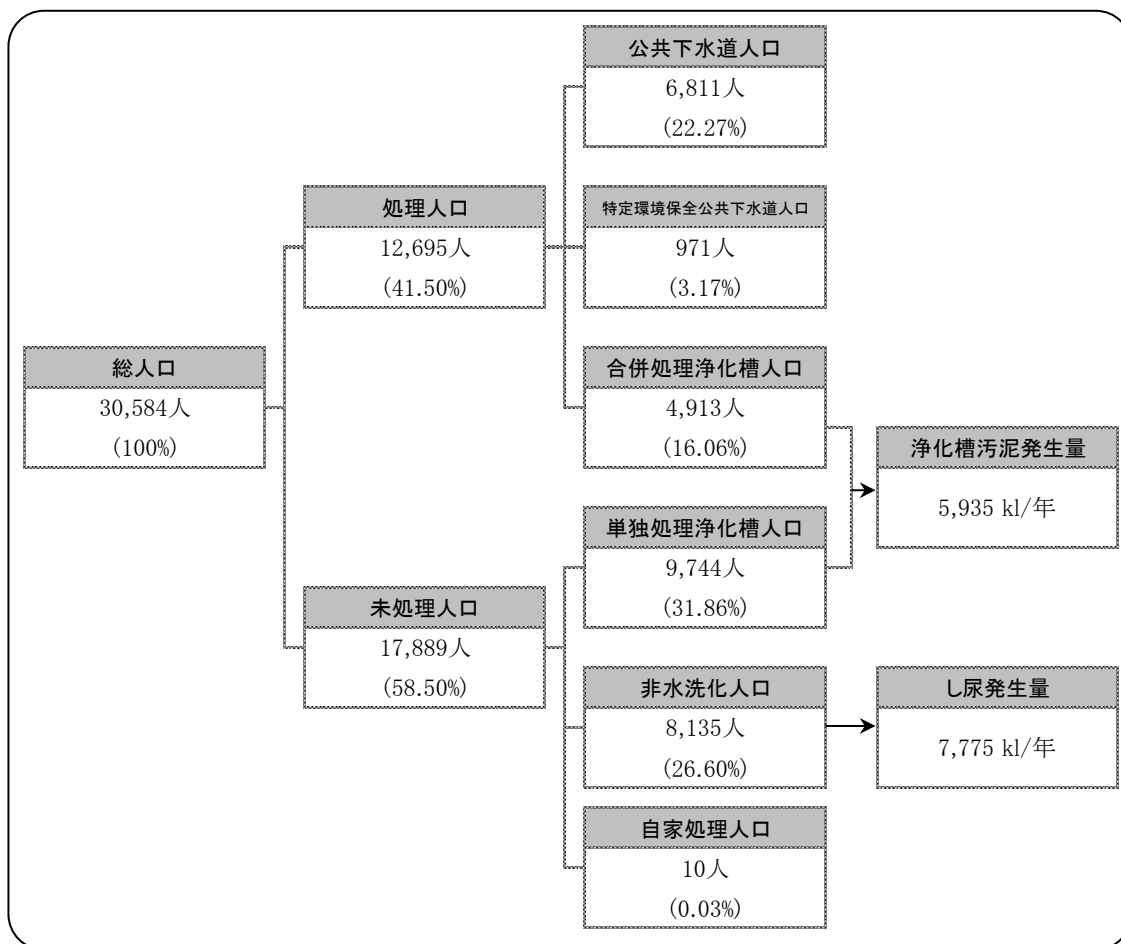 公共下水道人口
6,811人
(22.27%)
処理人口
12,695人
(41.50%)
特定環境保全公共下水道人口
971人
(3.17%)
総人口
30,584人
(100%)
合併処理浄化槽人口
4,913人
(16.06%)
浄化槽汚泥発生量
5,935 kl/年
単独処理浄化槽人口
9,744人
(31.86%)
未処理人口
17,889人
(58.50%)
非水洗化人口
8,135人
(26.60%)
し尿発生量
7,775 kl/年
自家処理人口
10人
(0.03%)